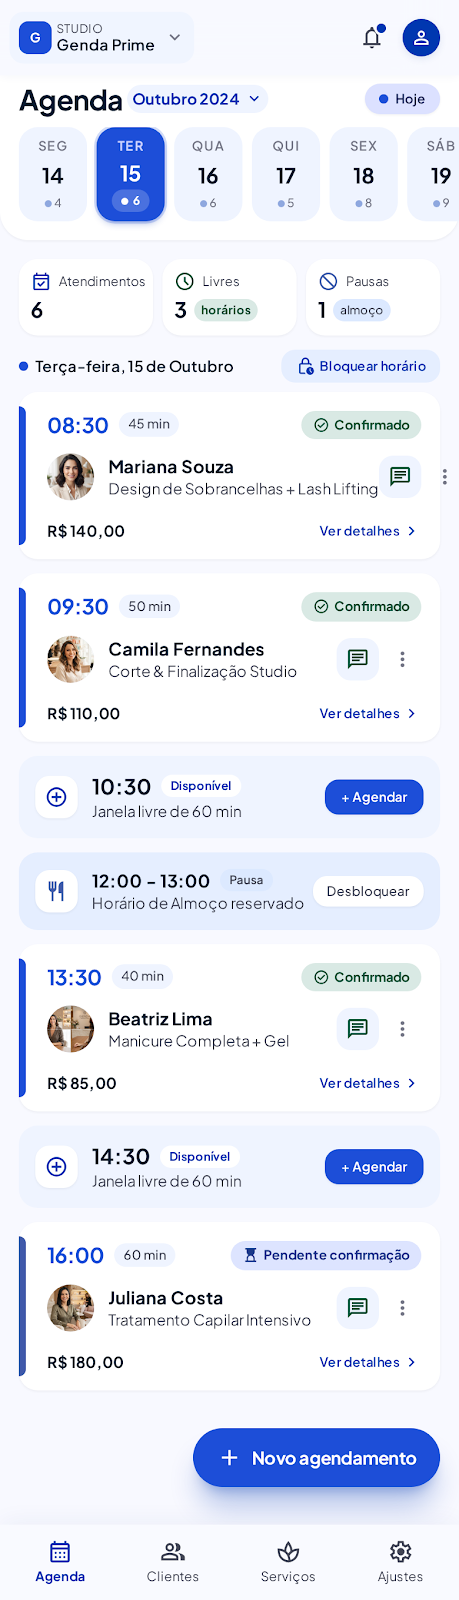 G
STUDIO
Genda Prime
Agenda Outubro 2024 Hoje
SEG TER QUA QUI SEX SÁB
14 15 16 17 18 19
4 6 6 5 8 9
Atendimentos Livres Pausas
6 3 horários 1 almoço
Terça-feira, 15 de Outubro Bloquear horário
08:30 45 min Confirmado
Mariana Souza
Design de Sobrancelhas + Lash Lifting
R$ 140,00 Ver detalhes
09:30 50 min Confirmado
Camila Fernandes
Corte & Finalização Studio
R$ 110,00 Ver detalhes
10:30 Disponível
Janela livre de 60 min
+ Agendar
12:00 - 13:00 Pausa
Horário de Almoço reservado
Desbloquear
13:30 40 min Confirmado
Beatriz Lima
Manicure Completa + Gel
R$ 85,00 Ver detalhes
14:30 Disponível
Janela livre de 60 min
+ Agendar
16:00 60 min Pendente confirmação
Juliana Costa
Tratamento Capilar Intensivo
R$ 180,00 Ver detalhes
+ Novo agendamento
Agenda Clientes Serviços Ajustes